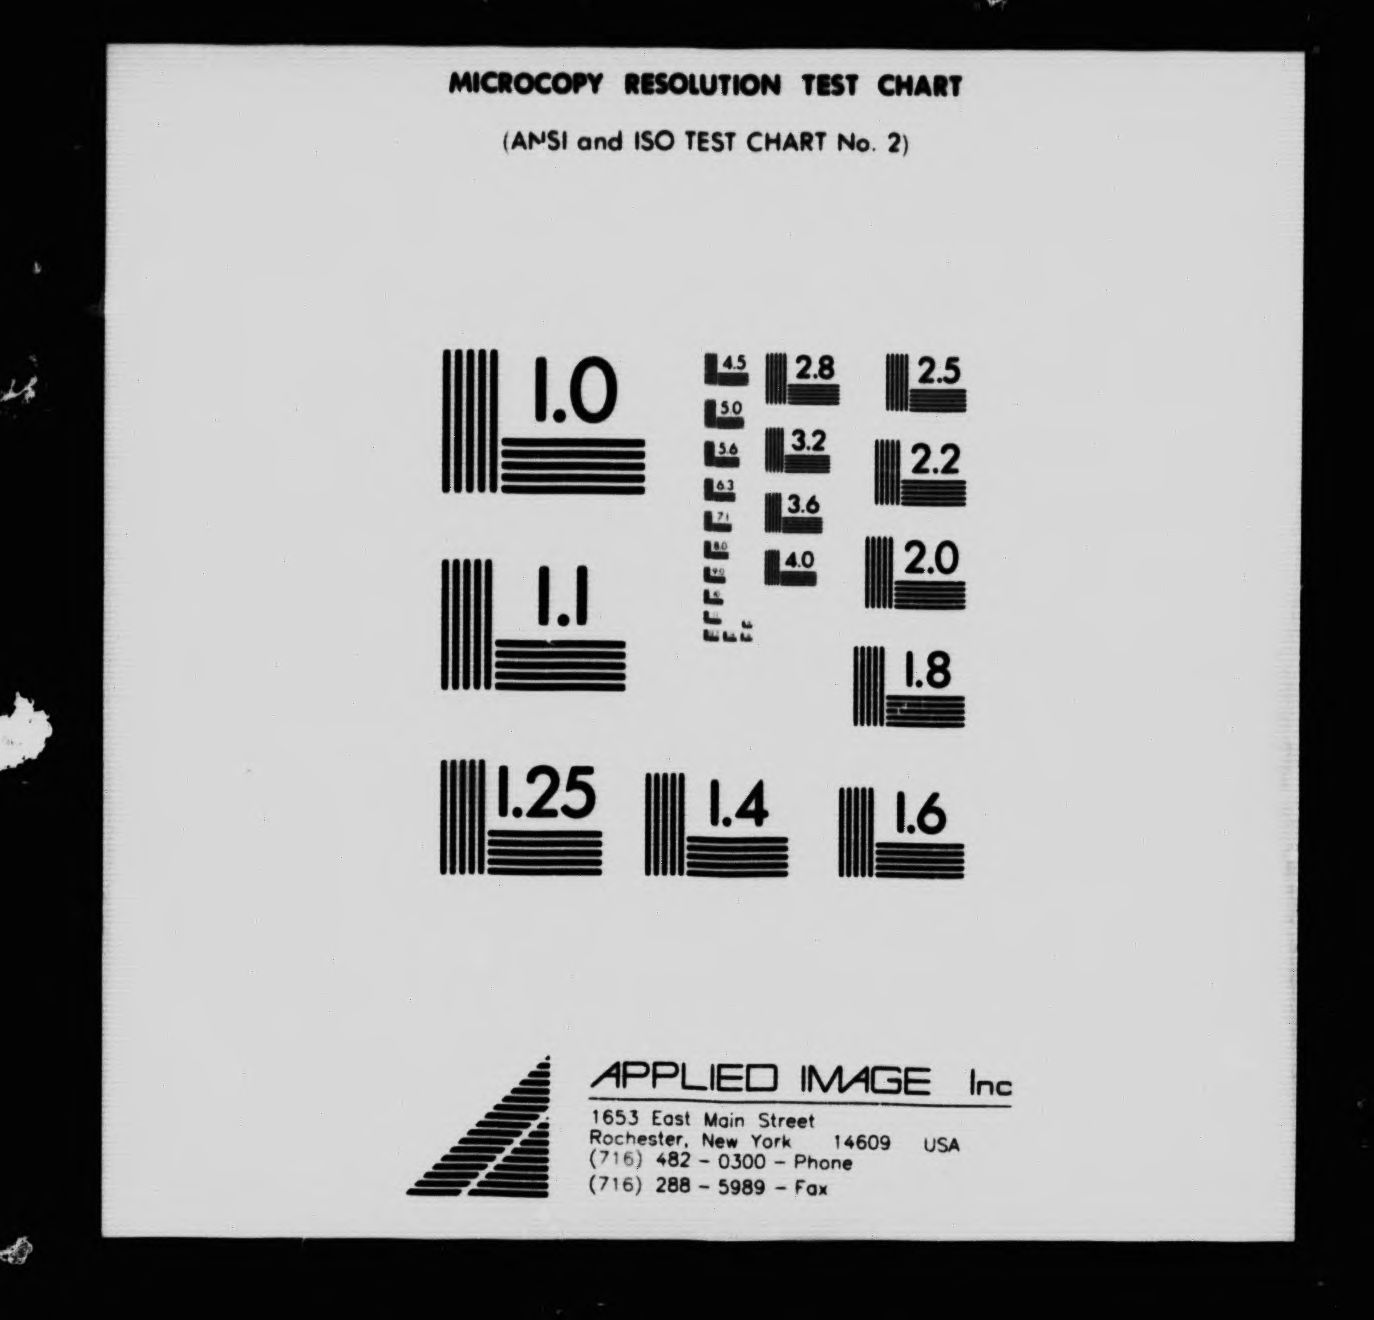 MICROCOPY RESOLUTION TEST CHART
(ANSI and ISO TEST CHART No. 2)
1.0
1.1
1.25
4.5
5.0
5.6
6.3
7.1
8.0
9.0
2.8
3.2
3.6
4.0
2.5
2.2
2.0
1.8
1.4
1.6
APPLIED IMAGE Inc
1653 East Main Street
Rochester, New York 14609 USA
(716) 482 - 0300 - Phone
(716) 288 - 5989 - Fax